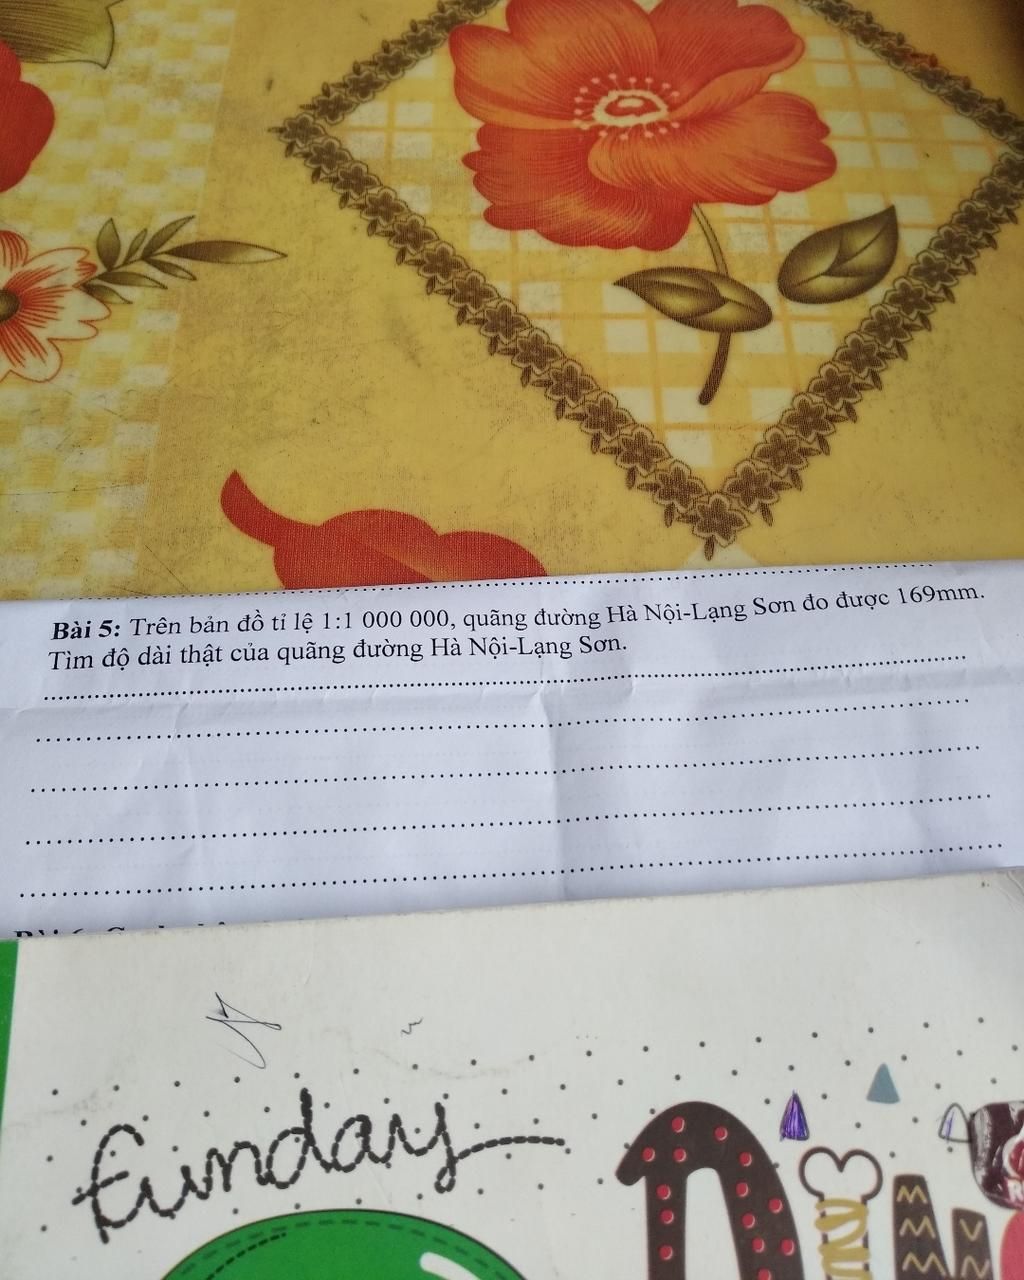 Bài 5: Trên bản đồ tỉ lệ 1:1 000 000, quãng đường Hà Nội-Lạng Sơn đo được 169mm.
Tìm độ dài thật của quãng đường Hà Nội-Lạng Sơn.
funday